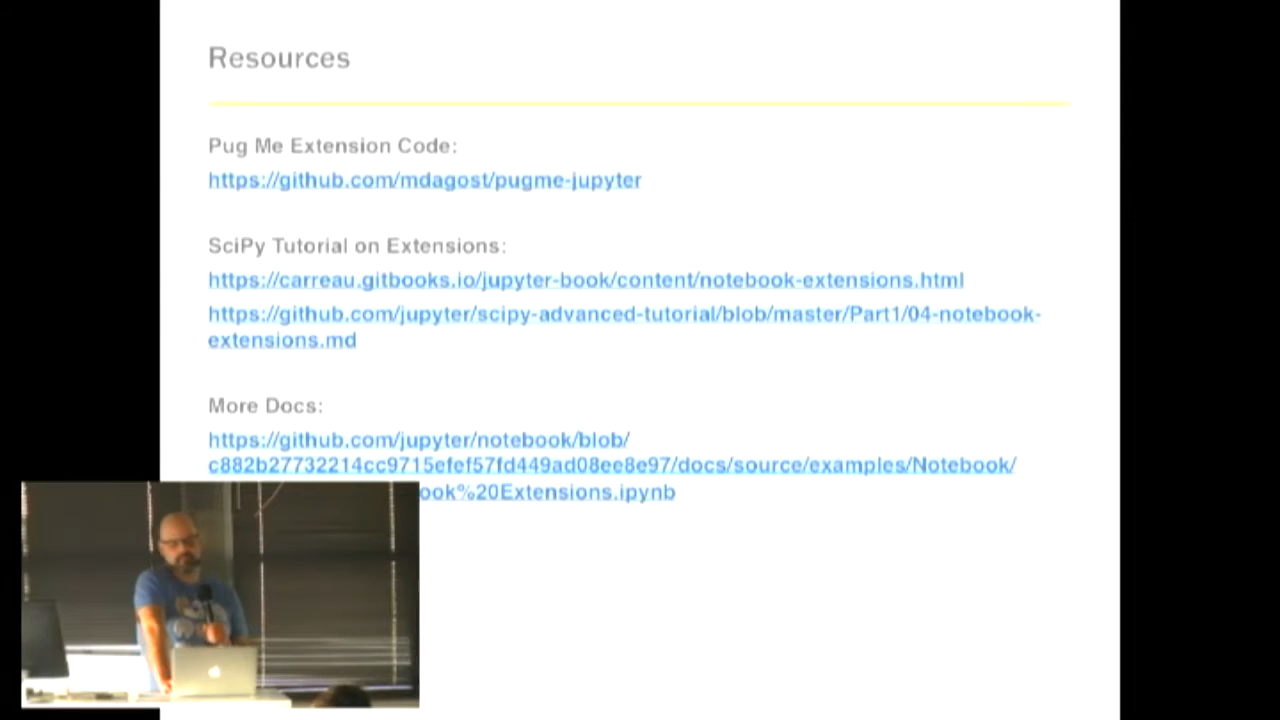 Resources
Pug Me Extension Code:
https://github.com/mdagost/pugme-jupyter
SciPy Tutorial on Extensions:
https://carreau.gitbooks.io/jupyter-book/content/notebook-extensions.html
https://github.com/jupyter/scipy-advanced-tutorial/blob/master/Part1/04-notebook-
extensions.md
More Docs:
https://github.com/jupyter/notebook/blob/
c882b27732214cc9715efef57fd449ad08ee8e97/docs/source/examples/Notebook/
ook%20Extensions.ipynb